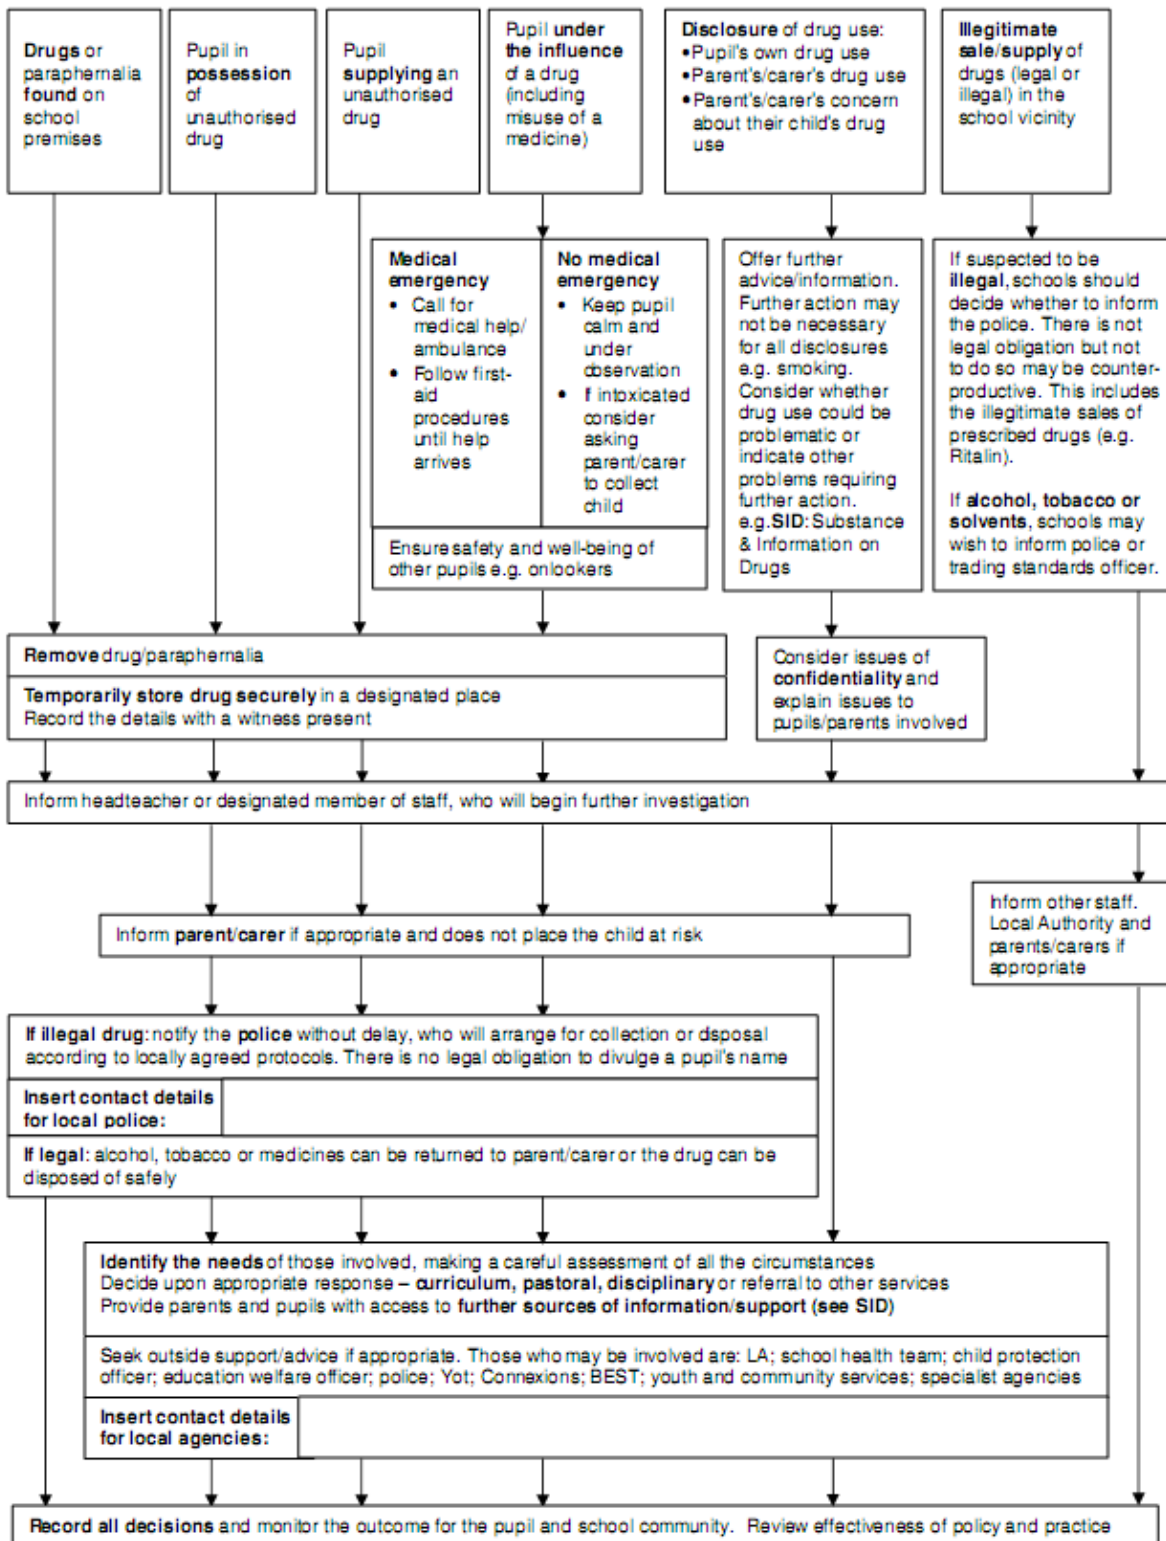 Drugs or
paraphernalia
found on
school
premises
Pupil in
possession
of
unauthorised
drug
Pupil
supplying an
unauthorised
drug
Pupil under
the influence
of a drug
(including
misuse of a
medicine)
Disclosure of drug use:
•Pupil's own drug use
•Parent's/carer's drug use
•Parent's/carer's concern
about their child's drug
use
Illegitimate
sale/supply of
drugs (legal or
illegal) in the
school vicinity
Medical
emergency
• Call for
medical help/
ambulance
• Follow first-
aid
procedures
until help
arrives
No medical
emergency
• Keep pupil
calm and
under
observation
• If intoxicated
consider
asking
parent/carer
to collect
child
Ensure safety and well-being of
other pupils e.g. onlookers
Offer further
advice/information.
Further action may
not be necessary
for all disclosures
e.g. smoking.
Consider whether
drug use could be
problematic or
indicate other
problems requiring
further action.
e.g.SID: Substance
& Information on
Drugs
If suspected to be
illegal, schools should
decide whether to inform
the police. There is not
legal obligation but not
to do so may be counter-
productive. This includes
the illegitimate sales of
prescribed drugs (e.g.
Ritalin).
If alcohol, tobacco or
solvents, schools may
wish to inform police or
trading standards officer.
Remove drug/paraphernalia
Temporarily store drug securely in a designated place
Record the details with a witness present
Consider issues of
confidentiality and
explain issues to
pupils/parents involved
Inform headteacher or designated member of staff, who will begin further investigation
Inform parent/carer if appropriate and does not place the child at risk
Inform other staff.
Local Authority and
parents/carers if
appropriate
If illegal drug: notify the police without delay, who will arrange for collection or disposal
according to locally agreed protocols. There is no legal obligation to divulge a pupil's name
Insert contact details
for local police:
If legal: alcohol, tobacco or medicines can be returned to parent/carer or the drug can be
disposed of safely
Identify the needs of those involved, making a careful assessment of all the circumstances
Decide upon appropriate response – curriculum, pastoral, disciplinary or referral to other services
Provide parents and pupils with access to further sources of information/support (see SID)
Seek outside support/advice if appropriate. Those who may be involved are: LA; school health team; child protection
officer; education welfare officer; police; Yot; Connexions; BEST; youth and community services; specialist agencies
Insert contact details
for local agencies:
Record all decisions and monitor the outcome for the pupil and school community. Review effectiveness of policy and practice